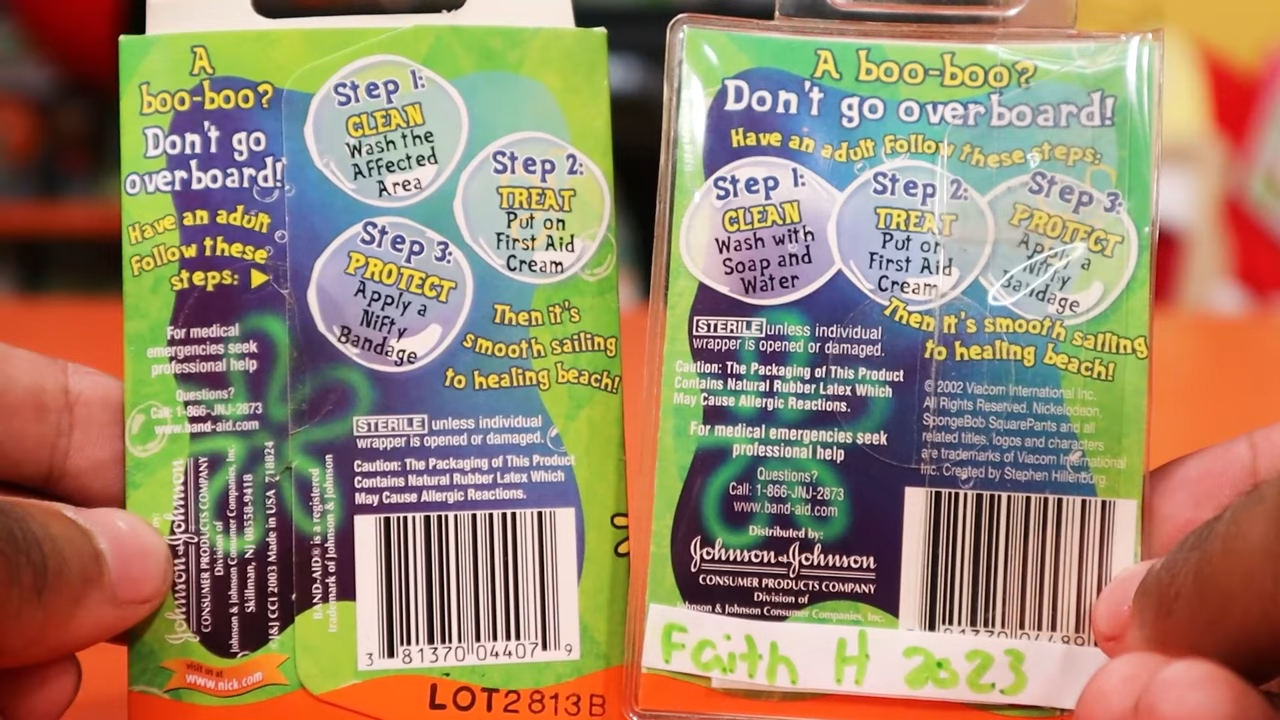 A
boo-boo?
Don't go
overboard!
Have an adult
Follow these
steps:
For medical
emergencies seek
professional help
Questions?
Call: 1-866-JNJ-2873
www.band-aid.com
Johnson & Johnson
CONSUMER PRODUCTS COMPANY
Division of
Johnson & Johnson Consumer Companies, Inc.
Skillman, NJ 08558-9418
J&J CCI 2003 Made in USA 718824
BAND-AID® is a registered
trademark of Johnson & Johnson
visit us at
www.nick.com
Step 1:
CLEAN
Wash the
Affected
Area
Step 2:
TREAT
Put on
First Aid
Cream
Step 3:
PROTECT
Apply a
Nifty
Bandage
Then it's
smooth sailing
to healing beach!
STERILE unless individual
wrapper is opened or damaged.
Caution: The Packaging of This Product
Contains Natural Rubber Latex Which
May Cause Allergic Reactions.
3 81370 04407 9
LOT2813B
A boo-boo?
Don't go overboard!
Have an adult Follow these steps:
Step 1:
CLEAN
Wash with
Soap and
Water
Step 2:
TREAT
Put on
First Aid
Cream
Step 3:
PROTECT
Apply a
Nifty
Bandage
Then it's smooth sailing
to healing beach!
STERILE unless individual
wrapper is opened or damaged.
Caution: The Packaging of This Product
Contains Natural Rubber Latex Which
May Cause Allergic Reactions.
For medical emergencies seek
professional help
Questions?
Call: 1-866-JNJ-2873
www.band-aid.com
Distributed by:
Johnson & Johnson
CONSUMER PRODUCTS COMPANY
Division of
Johnson & Johnson Consumer Companies, Inc.
© 2002 Viacom International Inc.
All Rights Reserved. Nickelodeon,
SpongeBob SquarePants and all
related titles, logos and characters
are trademarks of Viacom International
Inc. Created by Stephen Hillenburg.
81370 04489
Faith H 2023